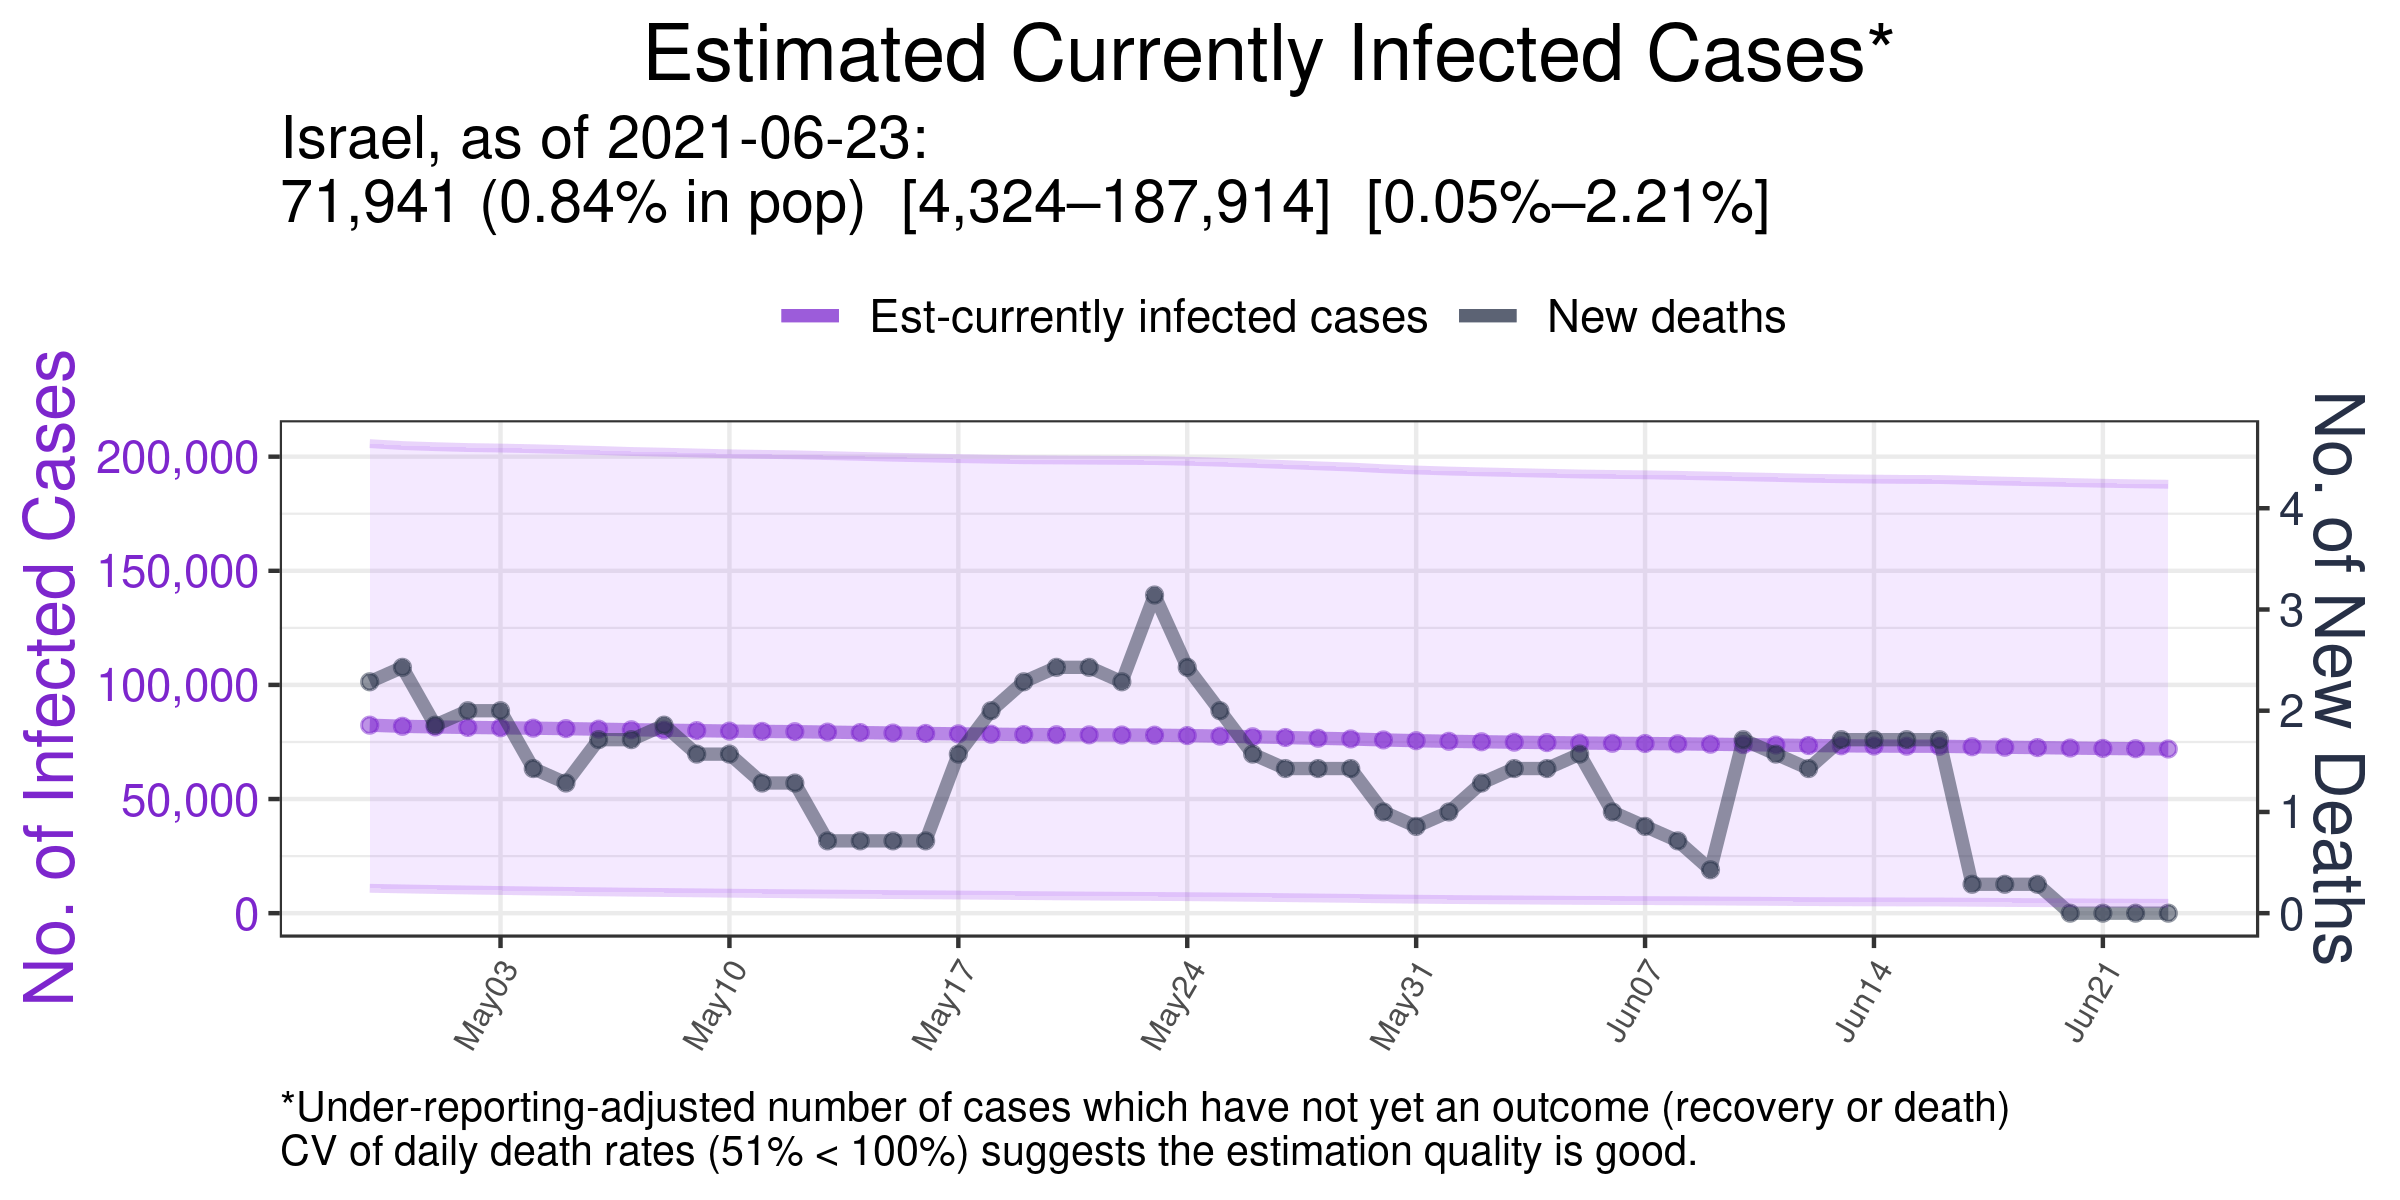 Estimated Currently Infected Cases*
Israel, as of 2021-06-23:
71,941 (0.84% in pop)  [4,324–187,914]  [0.05%–2.21%]
Est-currently infected cases
New deaths
No. of Infected Cases
200,000
150,000
100,000
50,000
0
No. of New Deaths
4
3
2
1
0
May03
May10
May17
May24
May31
Jun07
Jun14
Jun21
*Under-reporting-adjusted number of cases which have not yet an outcome (recovery or death)
CV of daily death rates (51% < 100%) suggests the estimation quality is good.